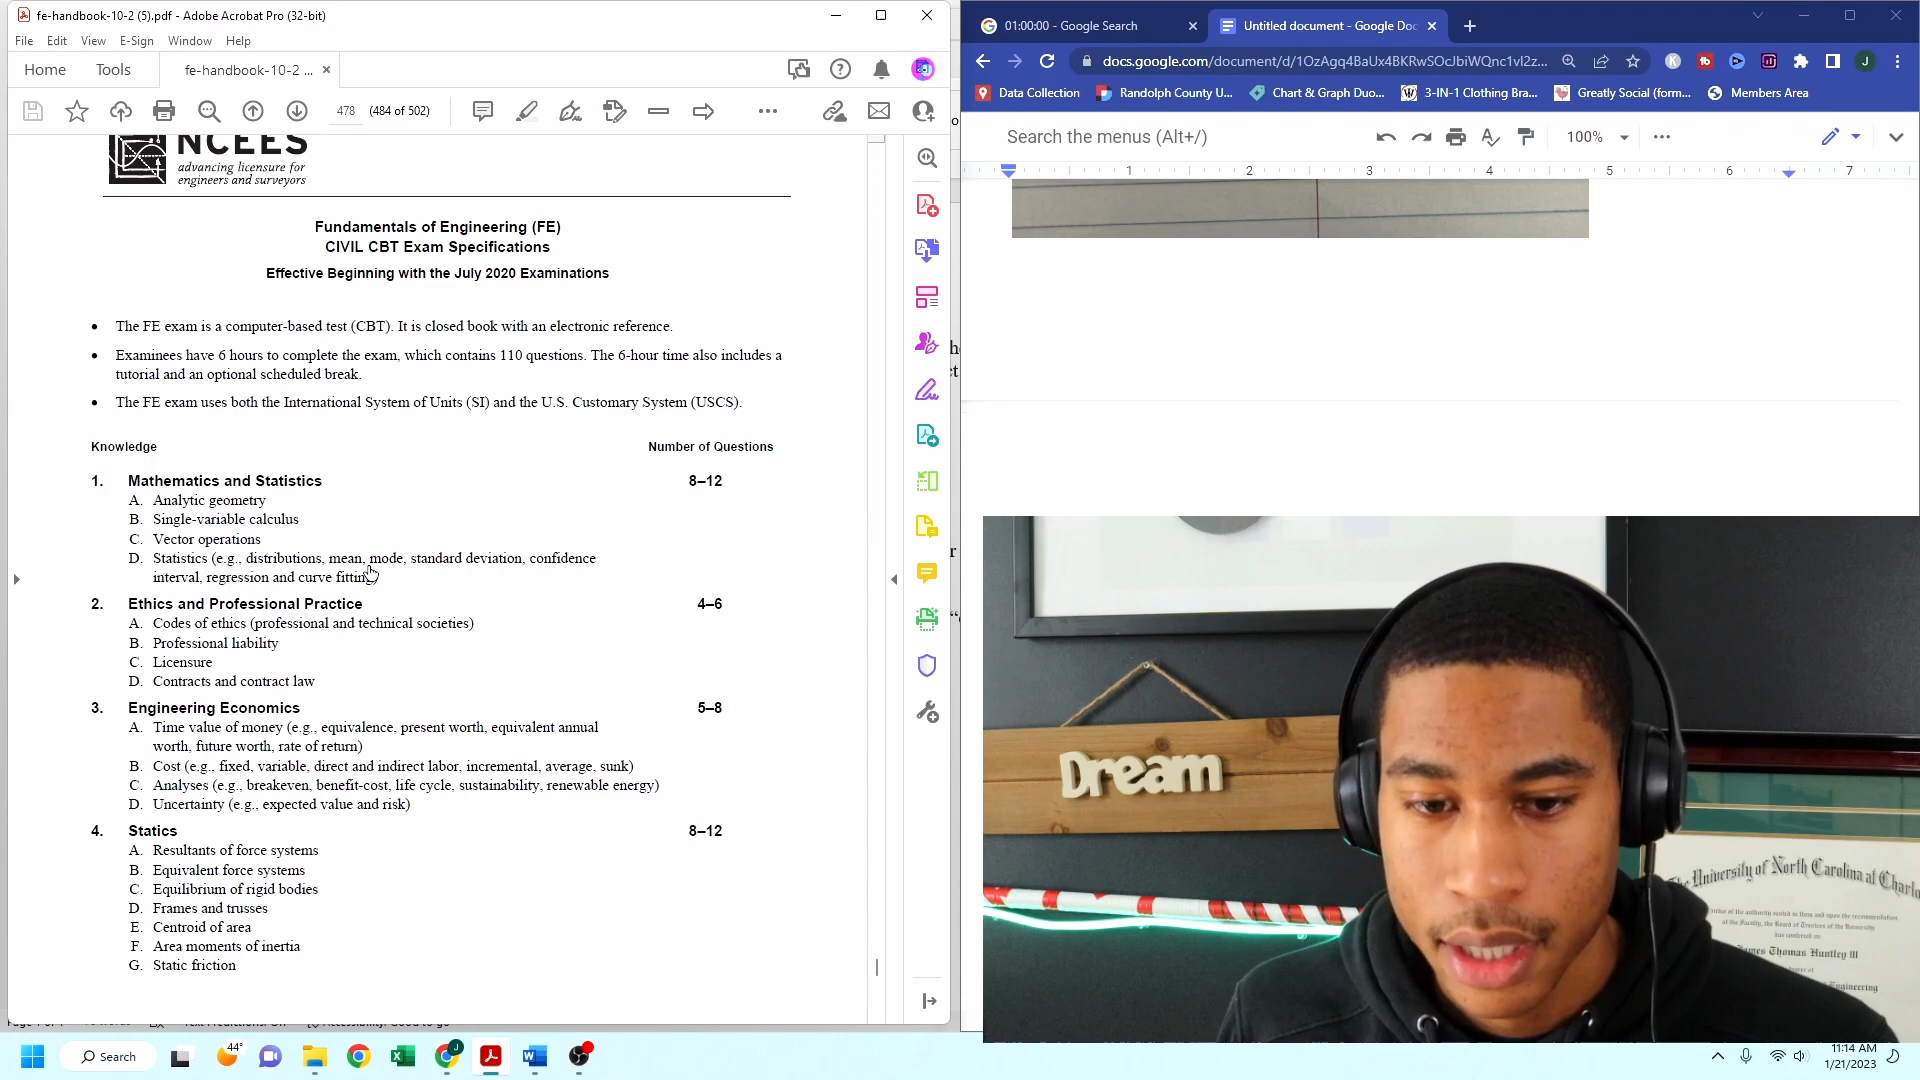 fe-handbook-10-2 (5).pdf - Adobe Acrobat Pro (32-bit)
File Edit View E-Sign Window Help
Home Tools fe-handbook-10-2 ...
478 (484 of 502)
NCEES
advancing licensure for
engineers and surveyors
Fundamentals of Engineering (FE)
CIVIL CBT Exam Specifications
Effective Beginning with the July 2020 Examinations
• The FE exam is a computer-based test (CBT). It is closed book with an electronic reference.
• Examinees have 6 hours to complete the exam, which contains 110 questions. The 6-hour time also includes a
tutorial and an optional scheduled break.
• The FE exam uses both the International System of Units (SI) and the U.S. Customary System (USCS).
Knowledge Number of Questions
1. Mathematics and Statistics 8–12
A. Analytic geometry
B. Single-variable calculus
C. Vector operations
D. Statistics (e.g., distributions, mean, mode, standard deviation, confidence
interval, regression and curve fitting)
2. Ethics and Professional Practice 4–6
A. Codes of ethics (professional and technical societies)
B. Professional liability
C. Licensure
D. Contracts and contract law
3. Engineering Economics 5–8
A. Time value of money (e.g., equivalence, present worth, equivalent annual
worth, future worth, rate of return)
B. Cost (e.g., fixed, variable, direct and indirect labor, incremental, average, sunk)
C. Analyses (e.g., breakeven, benefit-cost, life cycle, sustainability, renewable energy)
D. Uncertainty (e.g., expected value and risk)
4. Statics 8–12
A. Resultants of force systems
B. Equivalent force systems
C. Equilibrium of rigid bodies
D. Frames and trusses
E. Centroid of area
F. Area moments of inertia
G. Static friction
01:00:00 - Google Search
Untitled document - Google Doc
docs.google.com/document/d/1OzAgq4BaUx4BKRwSOcJbiWQnc1vl2z...
Data Collection Randolph County U... Chart & Graph Duo... 3-IN-1 Clothing Bra... Greatly Social (form... Members Area
Search the menus (Alt+/) 100%
1 2 3 4 5 6 7
Dream
University of North Carolina at Charlo
James Thomas Huntley III
Engineering
Search
44°
11:14 AM
1/21/2023